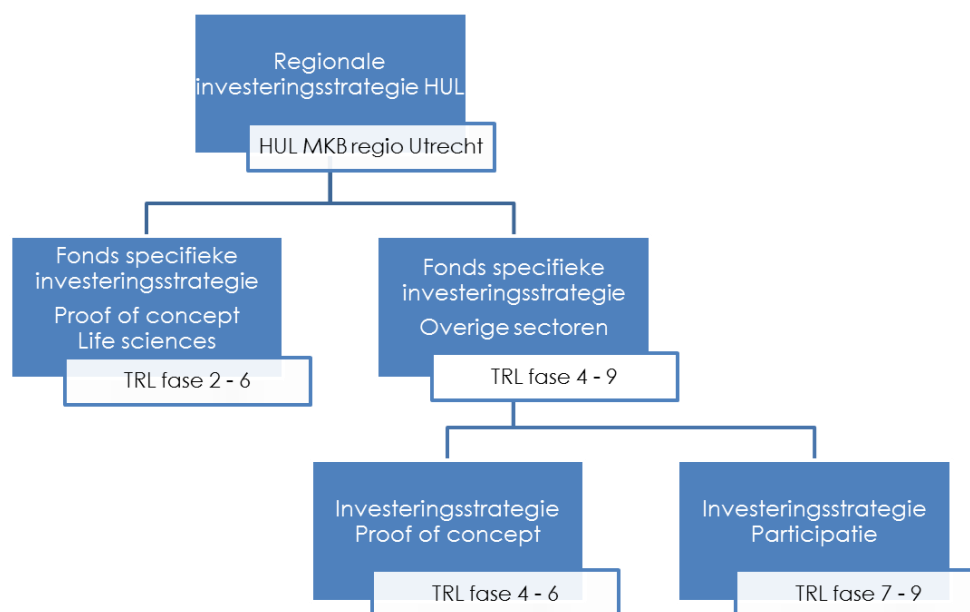 Regionale
investeringsstrategie HUL
HUL MKB regio Utrecht
Fonds specifieke
investeringsstrategie
Proof of concept
Life sciences
TRL fase 2 - 6
Fonds specifieke
investeringsstrategie
Overige sectoren
TRL fase 4 - 9
Investeringsstrategie
Proof of concept
TRL fase 4 - 6
Investeringsstrategie
Participatie
TRL fase 7 - 9